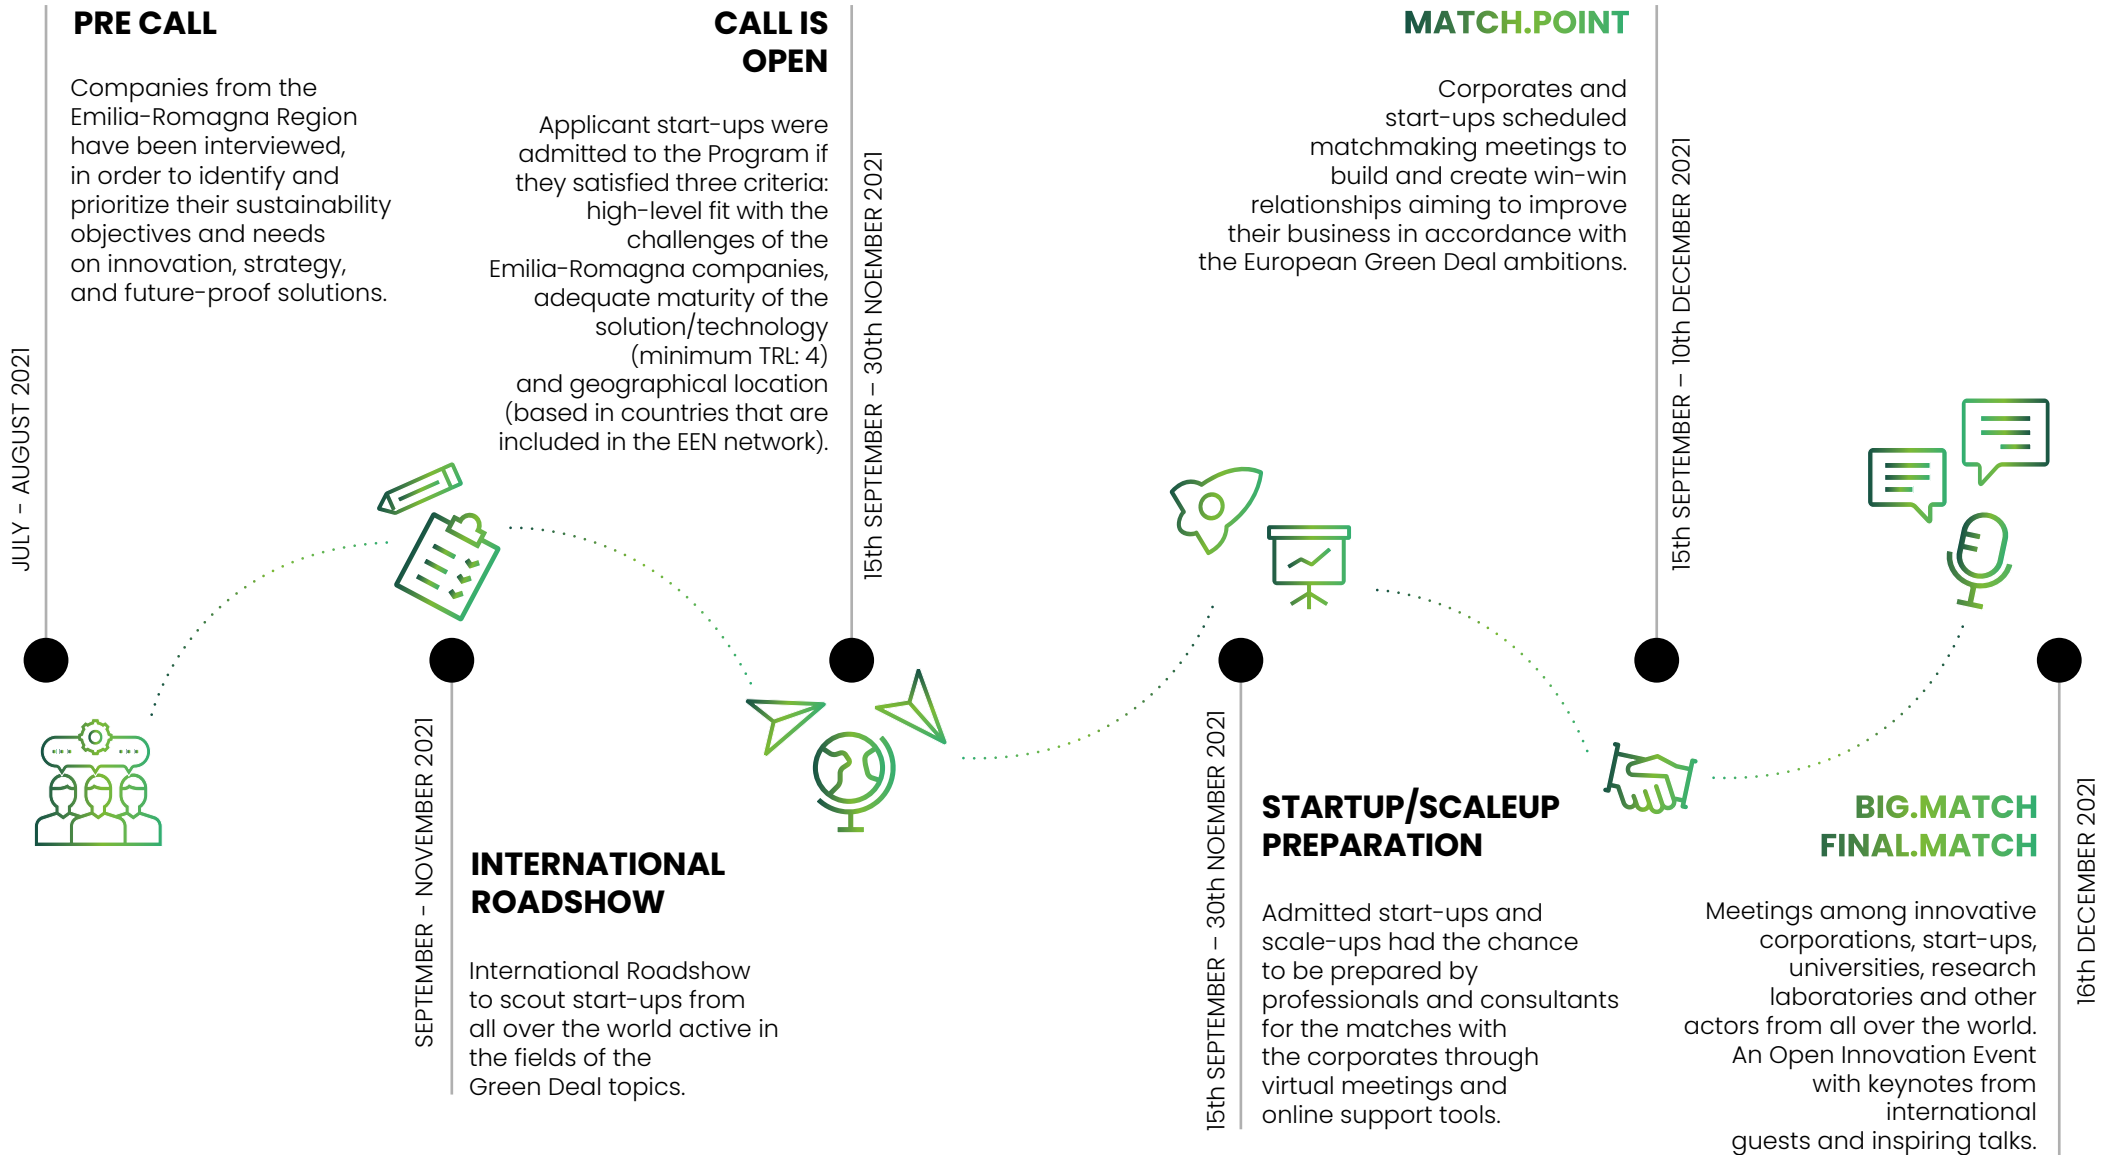 PRE CALL
Companies from the
Emilia-Romagna Region
have been interviewed,
in order to identify and
prioritize their sustainability
objectives and needs
on innovation, strategy,
and future-proof solutions.
JULY - AUGUST 2021
INTERNATIONAL
ROADSHOW
International Roadshow
to scout start-ups from
all over the world active in
the fields of the
Green Deal topics.
SEPTEMBER - NOVEMBER 2021
CALL IS
OPEN
Applicant start-ups were
admitted to the Program if
they satisfied three criteria:
high-level fit with the
challenges of the
Emilia-Romagna companies,
adequate maturity of the
solution/technology
(minimum TRL: 4)
and geographical location
(based in countries that are
included in the EEN network).
15th SEPTEMBER – 30th NOEMBER 2021
STARTUP/SCALEUP
PREPARATION
Admitted start-ups and
scale-ups had the chance
to be prepared by
professionals and consultants
for the matches with
the corporates through
virtual meetings and
online support tools.
15th SEPTEMBER – 30th NOEMBER 2021
MATCH.POINT
Corporates and
start-ups scheduled
matchmaking meetings to
build and create win-win
relationships aiming to improve
their business in accordance with
the European Green Deal ambitions.
15th SEPTEMBER – 10th DECEMBER 2021
BIG.MATCH
FINAL.MATCH
Meetings among innovative
corporations, start-ups,
universities, research
laboratories and other
actors from all over the world.
An Open Innovation Event
with keynotes from
international
guests and inspiring talks.
16th DECEMBER 2021